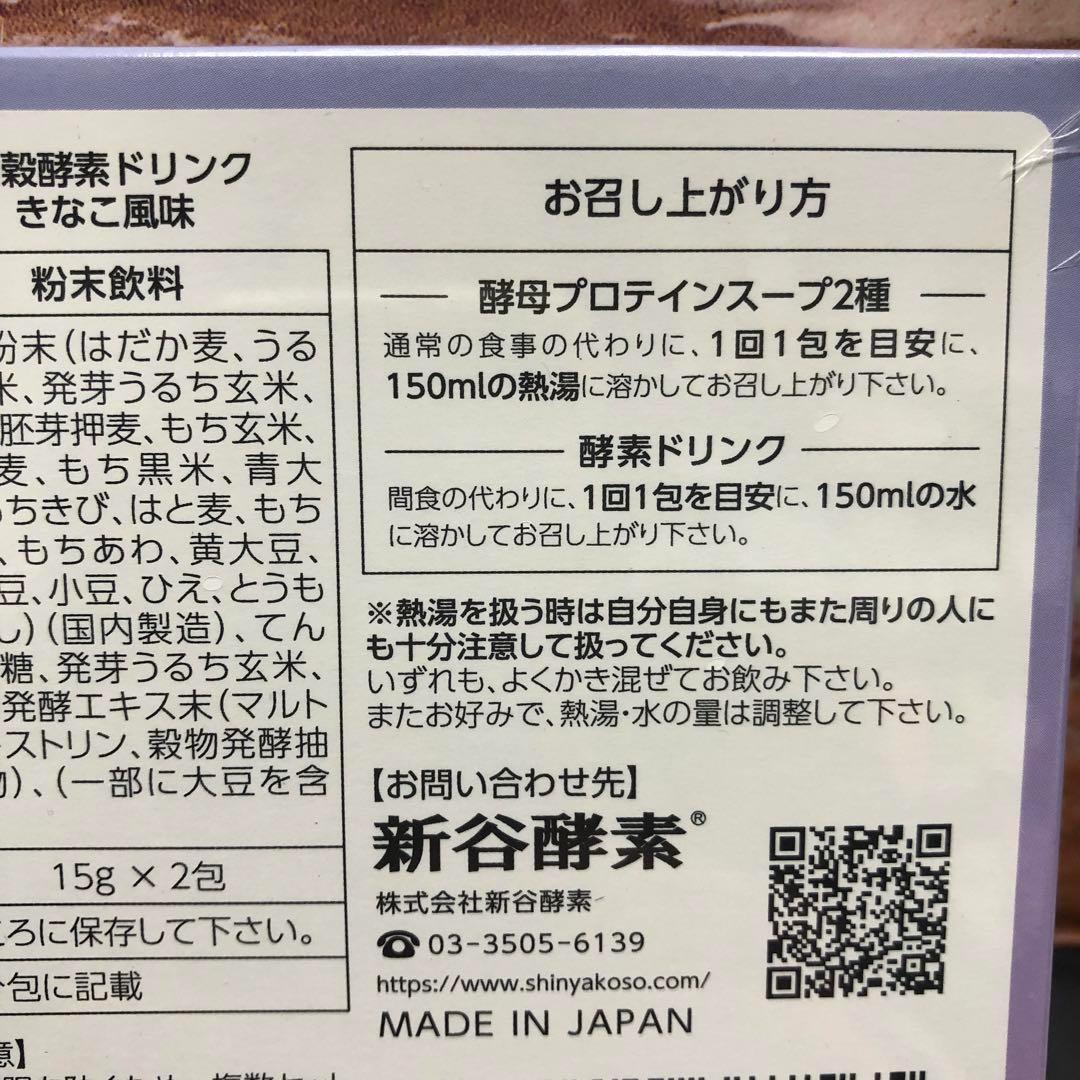 穀酵素ドリンク
きなこ風味
粉末飲料
粉末(はだか麦、うる
米、発芽うるち玄米、
胚芽押麦、もち玄米、
麦、もち黒米、青大
ちきび、はと麦、もち
、もちあわ、黄大豆、
豆、小豆、ひえ、とうも
し)(国内製造)、てん
糖、発芽うるち玄米、
発酵エキス末(マルト
ストリン、穀物発酵抽
物)、(一部に大豆を含
15g × 2包
ろに保存して下さい。
包に記載
意】
お召し上がり方
酵母プロテインスープ2種
通常の食事の代わりに、1回1包を目安に、
150mlの熱湯に溶かしてお召し上がり下さい。
酵素ドリンク
間食の代わりに、1回1包を目安に、150mlの水
に溶かしてお召し上がり下さい。
※熱湯を扱う時は自分自身にもまた周りの人に
も十分注意して扱ってください。
いずれも、よくかき混ぜてお飲み下さい。
またお好みで、熱湯・水の量は調整して下さい。
【お問い合わせ先】
新谷酵素®
株式会社新谷酵素
☎03-3505-6139
https://www.shinyakoso.com/
MADE IN JAPAN